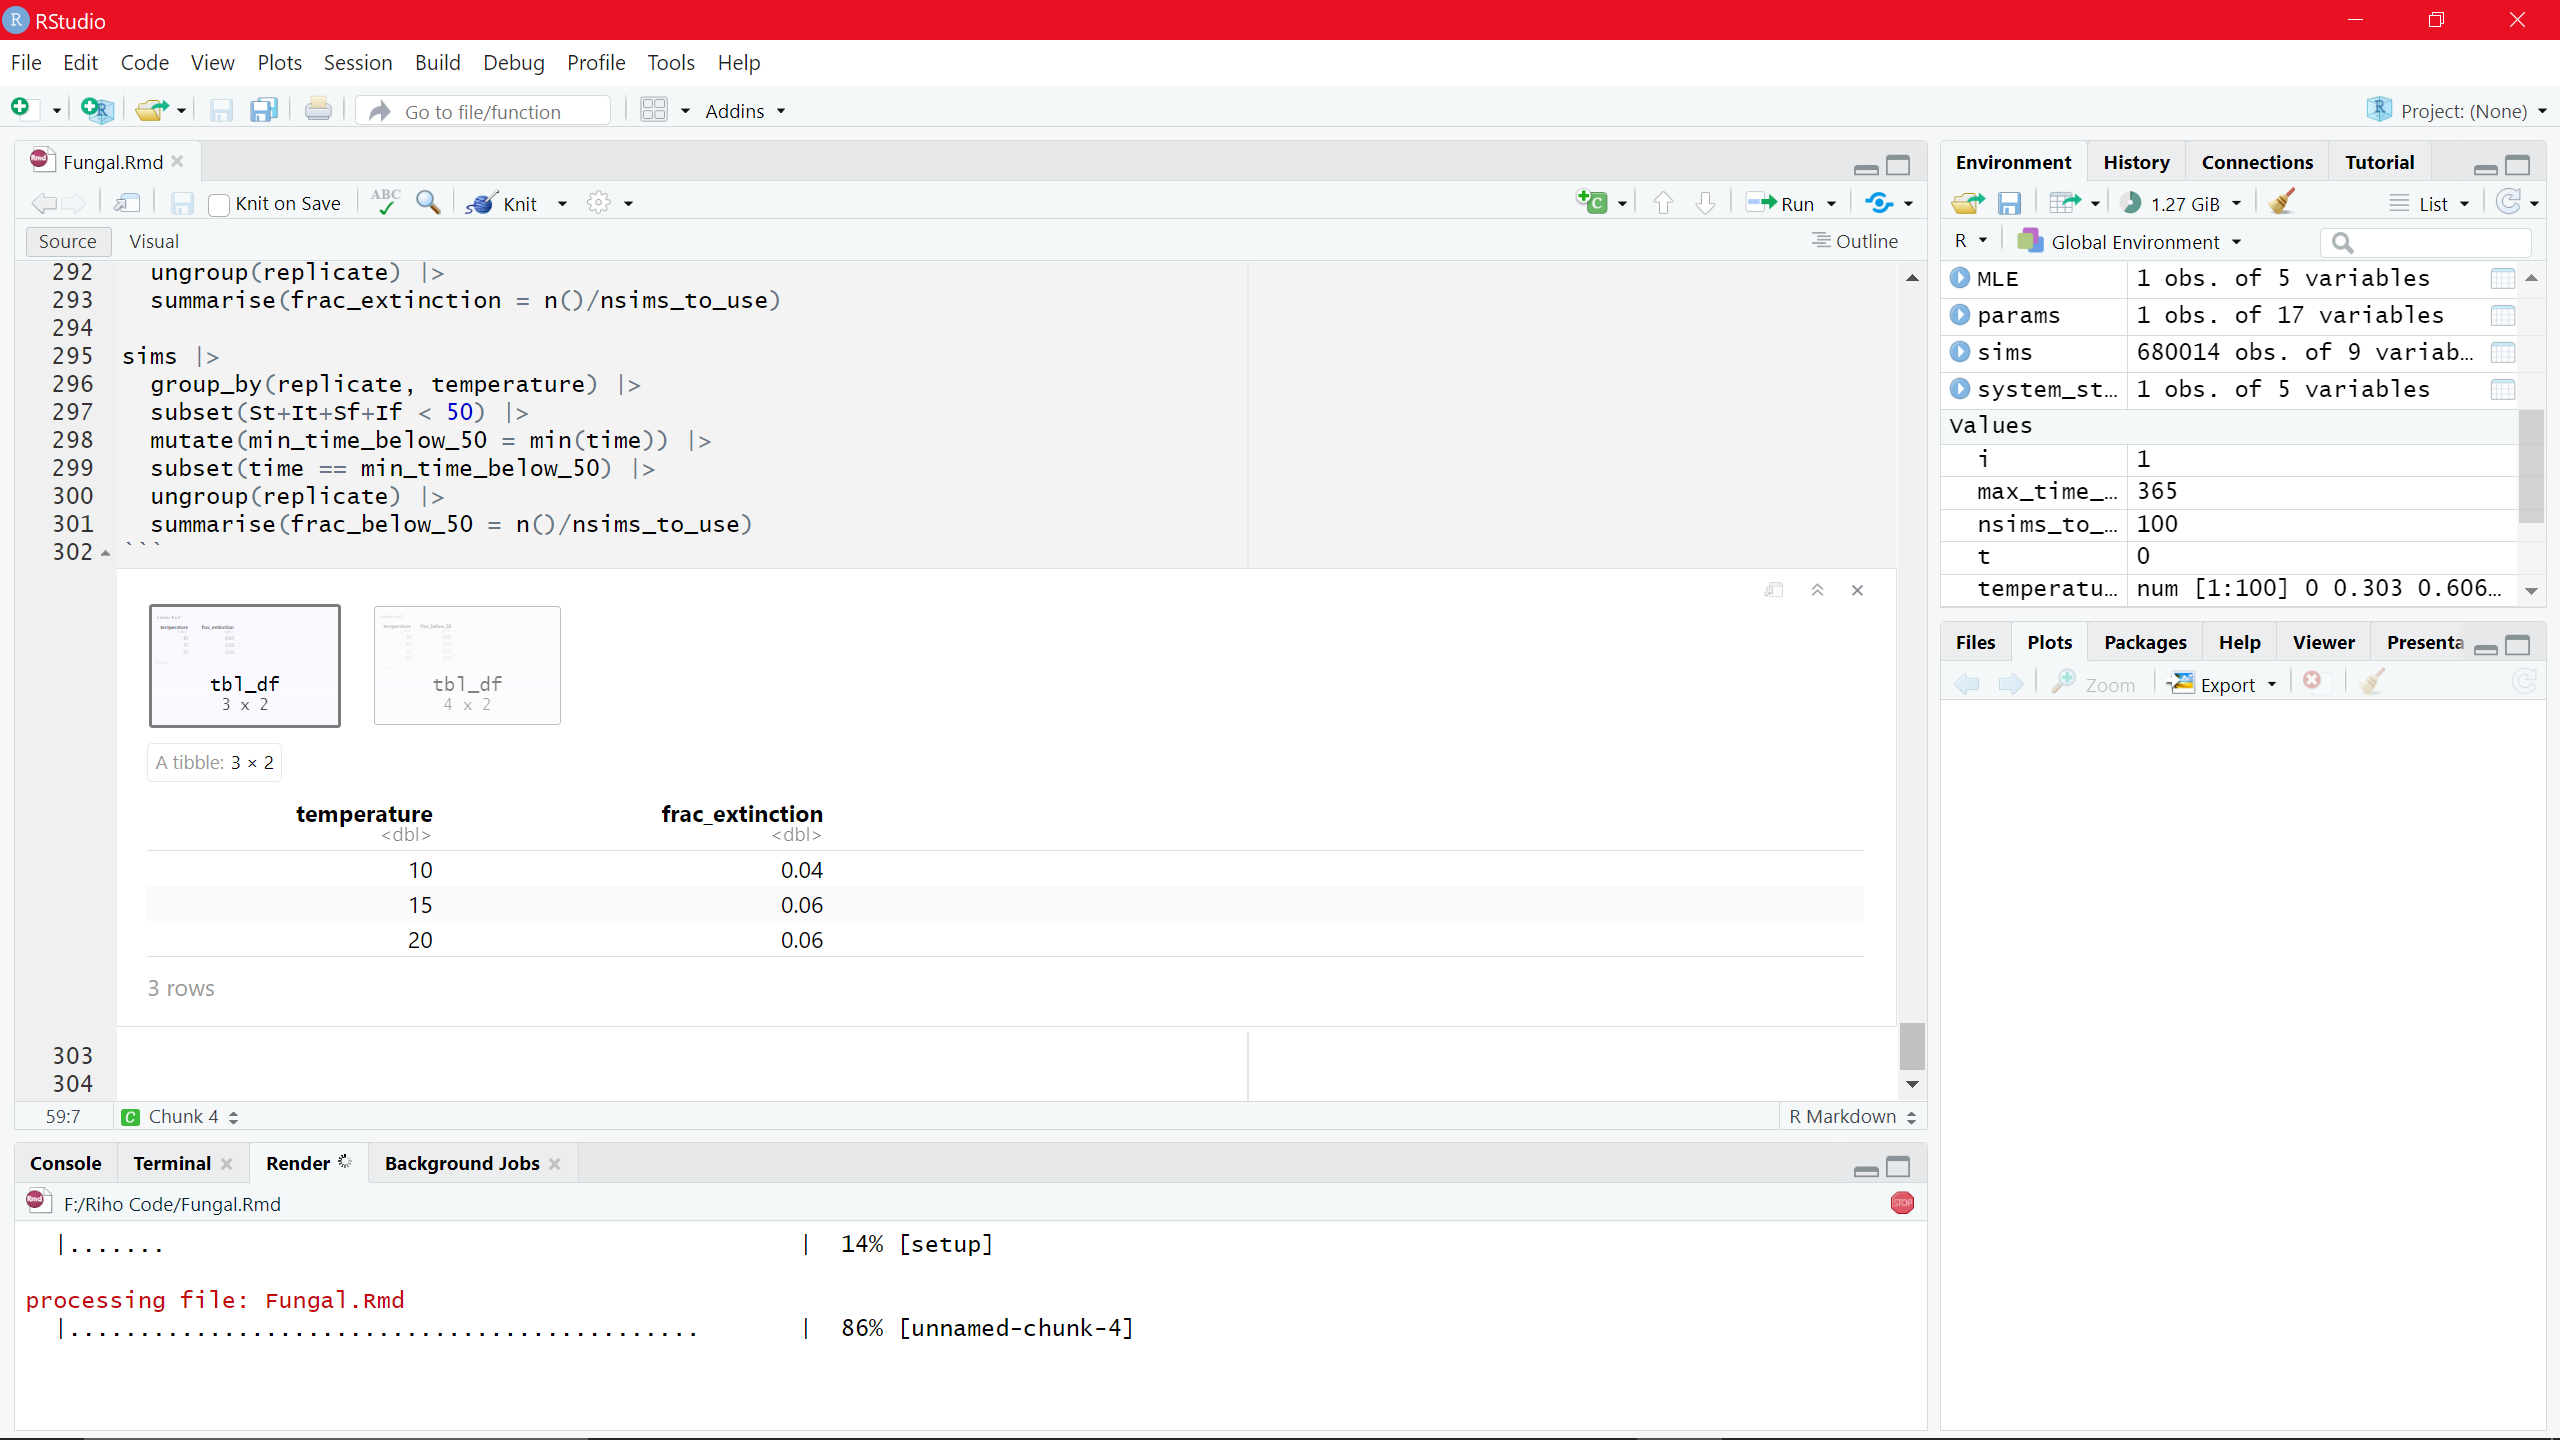 RStudio
File Edit Code View Plots Session Build Debug Profile Tools Help
Go to file/function
Addins
Project: (None)
Fungal.Rmd
Knit on Save
ABC
Knit
Run
Source Visual
Outline
292 ungroup(replicate) |>
293 summarise(frac_extinction = n()/nsims_to_use)
294
295 sims |>
296 group_by(replicate, temperature) |>
297 subset(St+It+Sf+If < 50) |>
298 mutate(min_time_below_50 = min(time)) |>
299 subset(time == min_time_below_50) |>
300 ungroup(replicate) |>
301 summarise(frac_below_50 = n()/nsims_to_use)
302 ```
temperature frac_extinction
tbl_df
3 x 2
temperature frac_below_50
tbl_df
4 x 2
A tibble: 3 × 2
temperature frac_extinction
<dbl> <dbl>
10 0.04
15 0.06
20 0.06
3 rows
303
304
59:7 C Chunk 4 R Markdown
Console Terminal Render Background Jobs
F:/Riho Code/Fungal.Rmd
STOP
|....... | 14% [setup]
processing file: Fungal.Rmd
|............................................. | 86% [unnamed-chunk-4]
Environment History Connections Tutorial
1.27 GiB List
R Global Environment
MLE 1 obs. of 5 variables
params 1 obs. of 17 variables
sims 680014 obs. of 9 variab…
system_st… 1 obs. of 5 variables
Values
i 1
max_time_… 365
nsims_to_… 100
t 0
temperatu… num [1:100] 0 0.303 0.606…
Files Plots Packages Help Viewer Presenta
Zoom Export